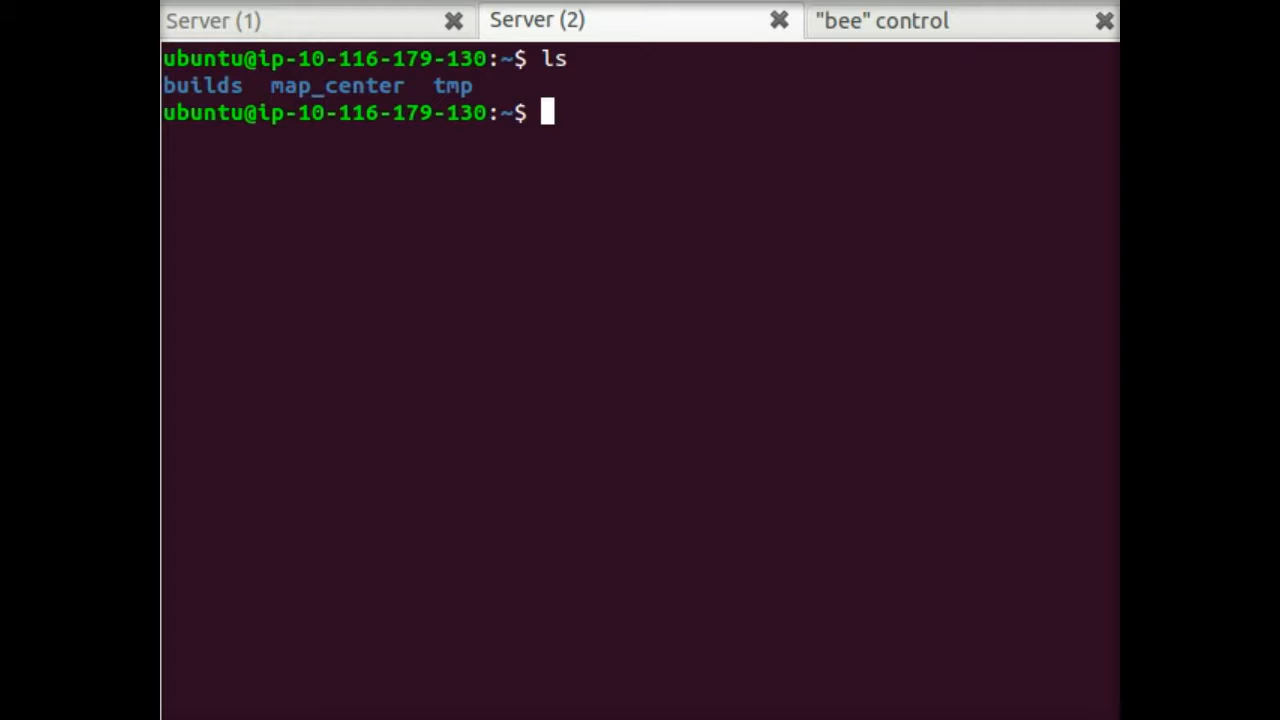 Server (1) Server (2) "bee" control
ubuntu@ip-10-116-179-130:~$ ls
builds map_center tmp
ubuntu@ip-10-116-179-130:~$